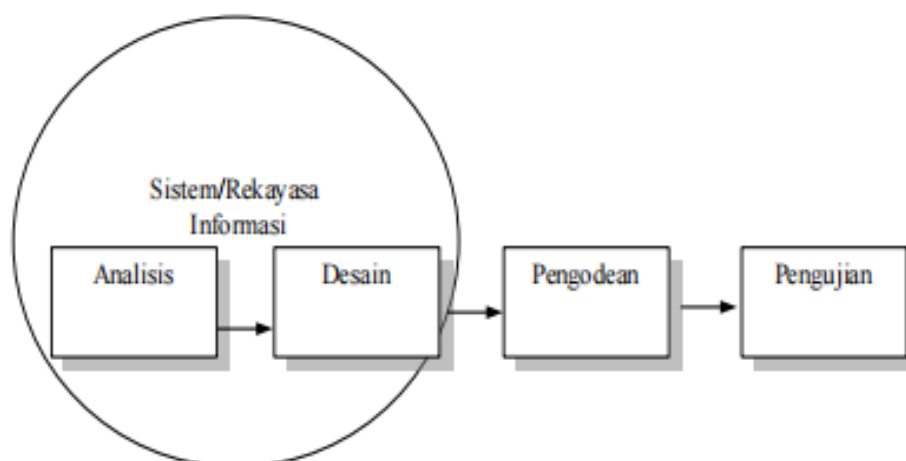 Sistem/Rekayasa
Informasi
Analisis
Desain
Pengodean
Pengujian